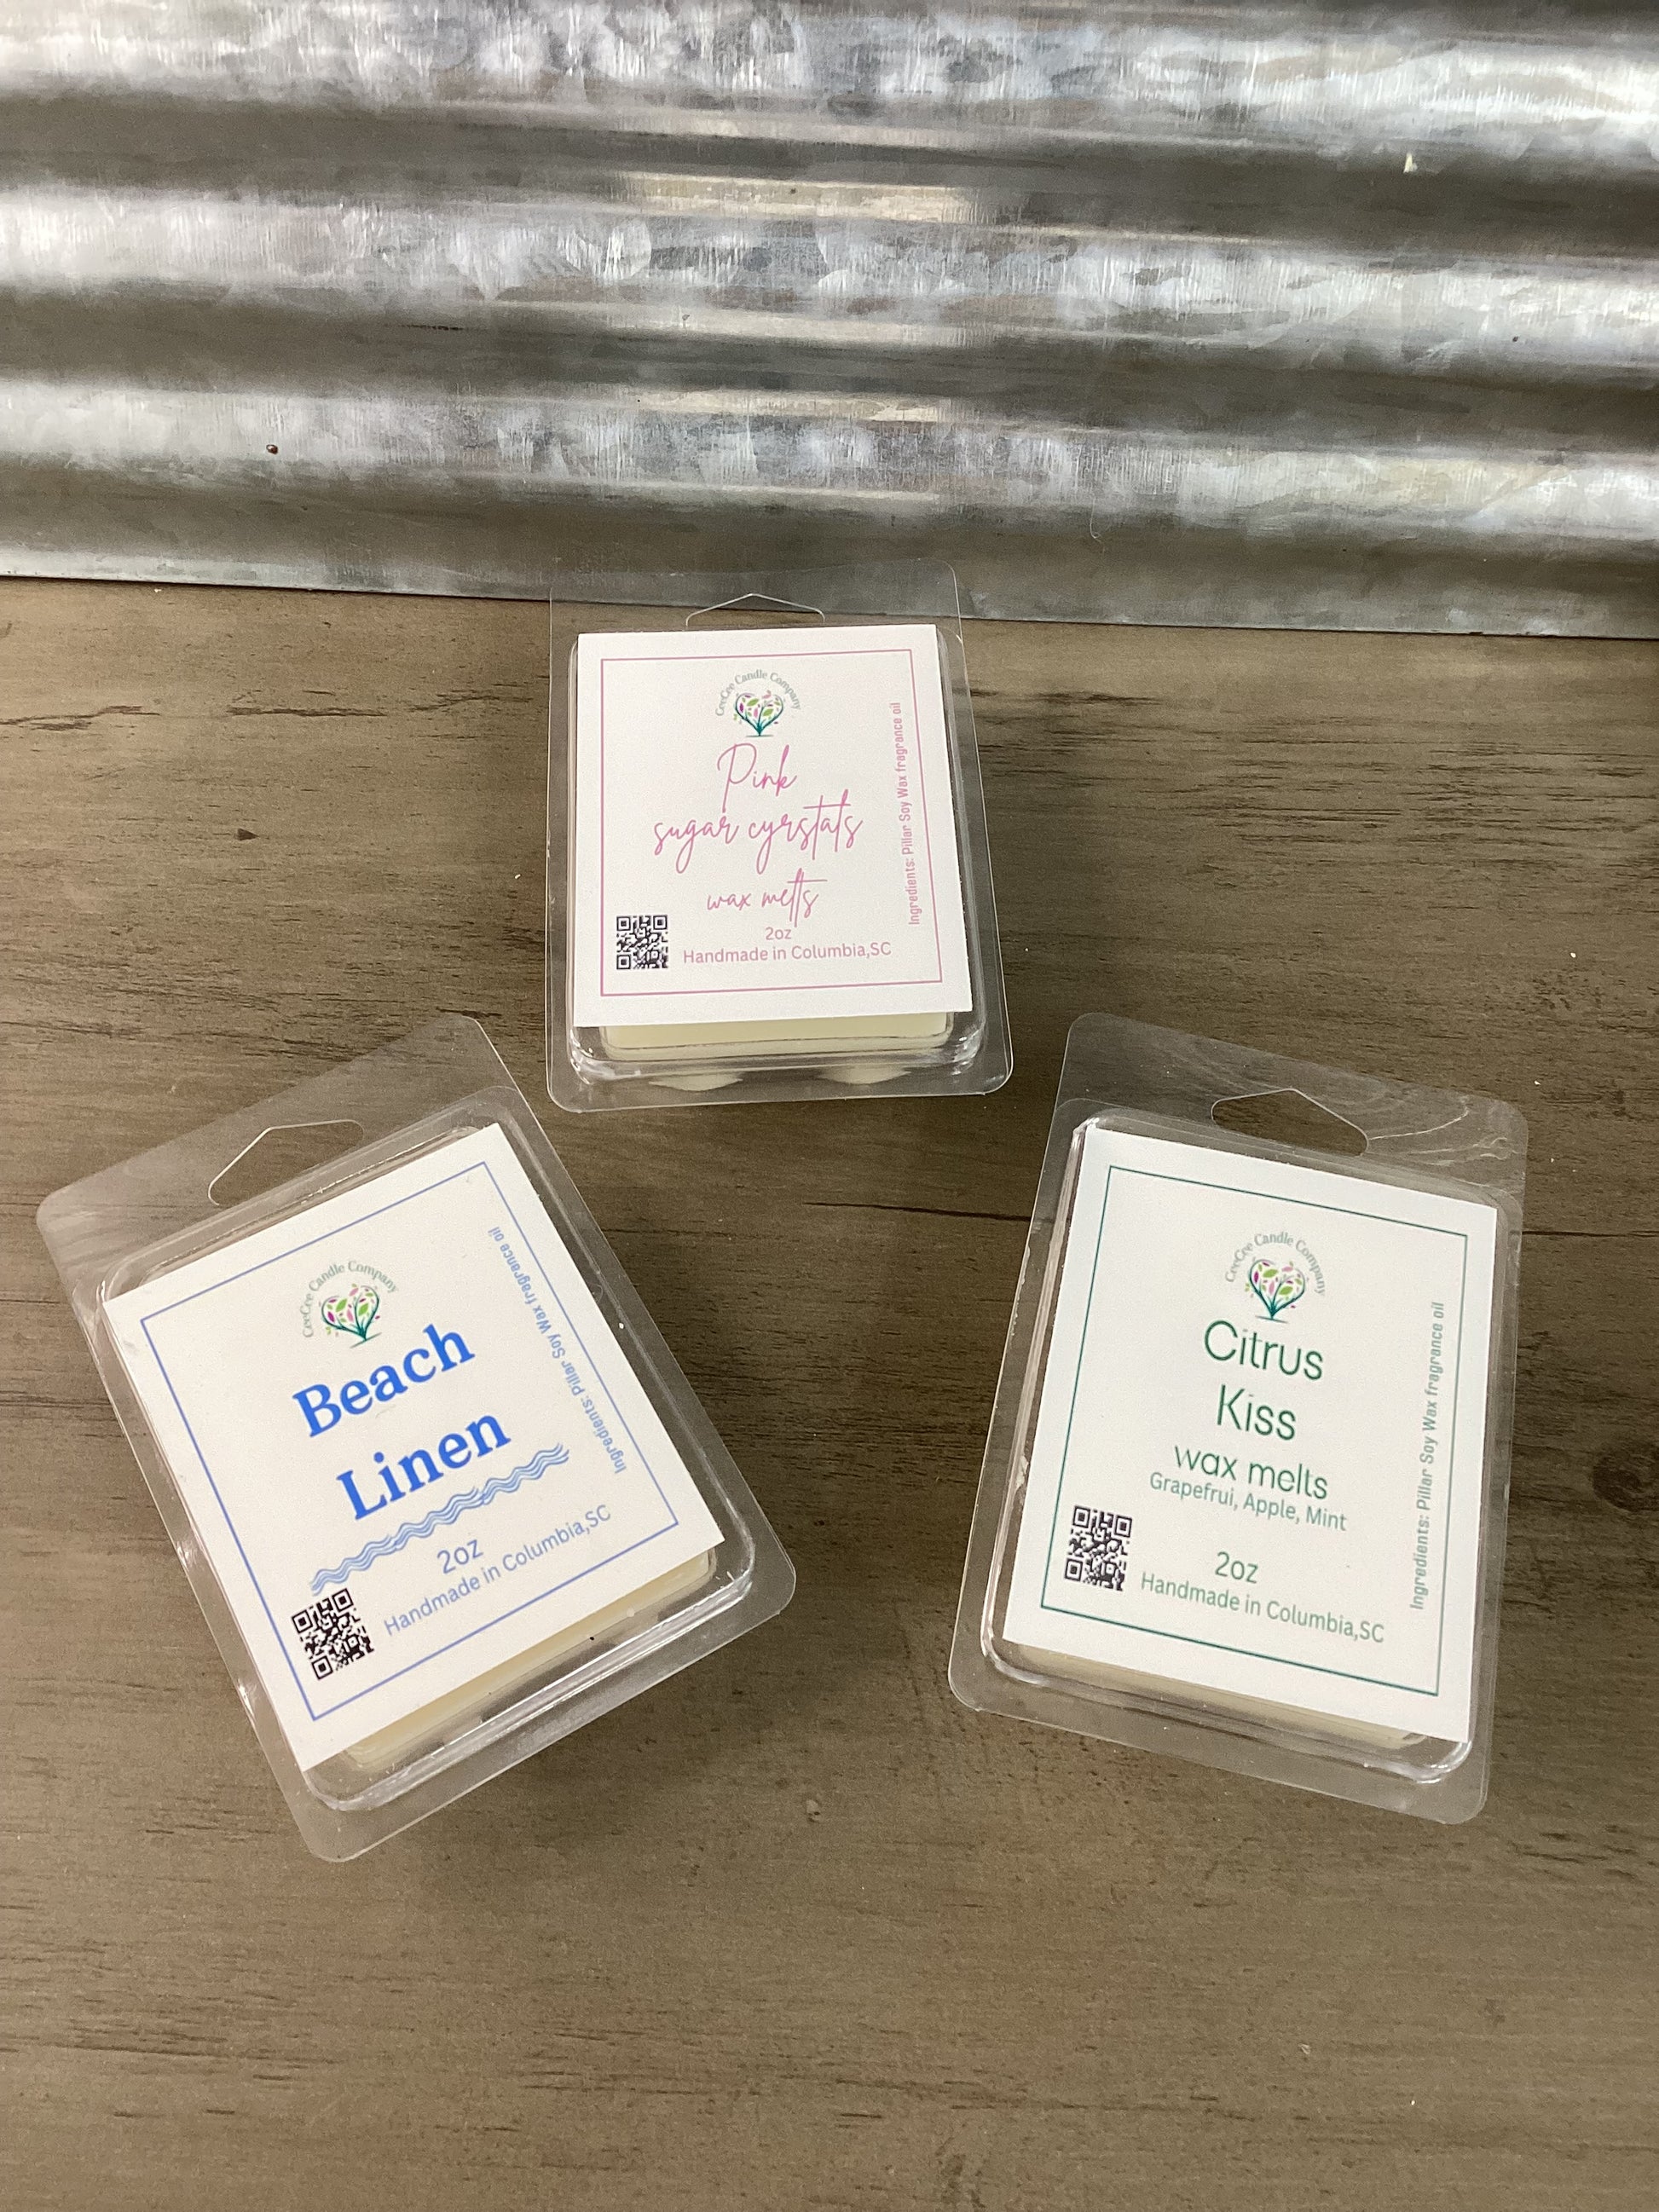 CeeCee Candle Company
Pink
sugar cyrstals
wax melts
2oz
Handmade in Columbia,SC
Ingredients: Pillar Soy Wax fragrance oil
CeeCee Candle Company
Beach
Linen
2oz
Handmade in Columbia,SC
Ingredients: Pillar Soy Wax fragrance oil
CeeCee Candle Company
Citrus
Kiss
wax melts
Grapefrui, Apple, Mint
2oz
Handmade in Columbia,SC
Ingredients: Pillar Soy Wax fragrance oil